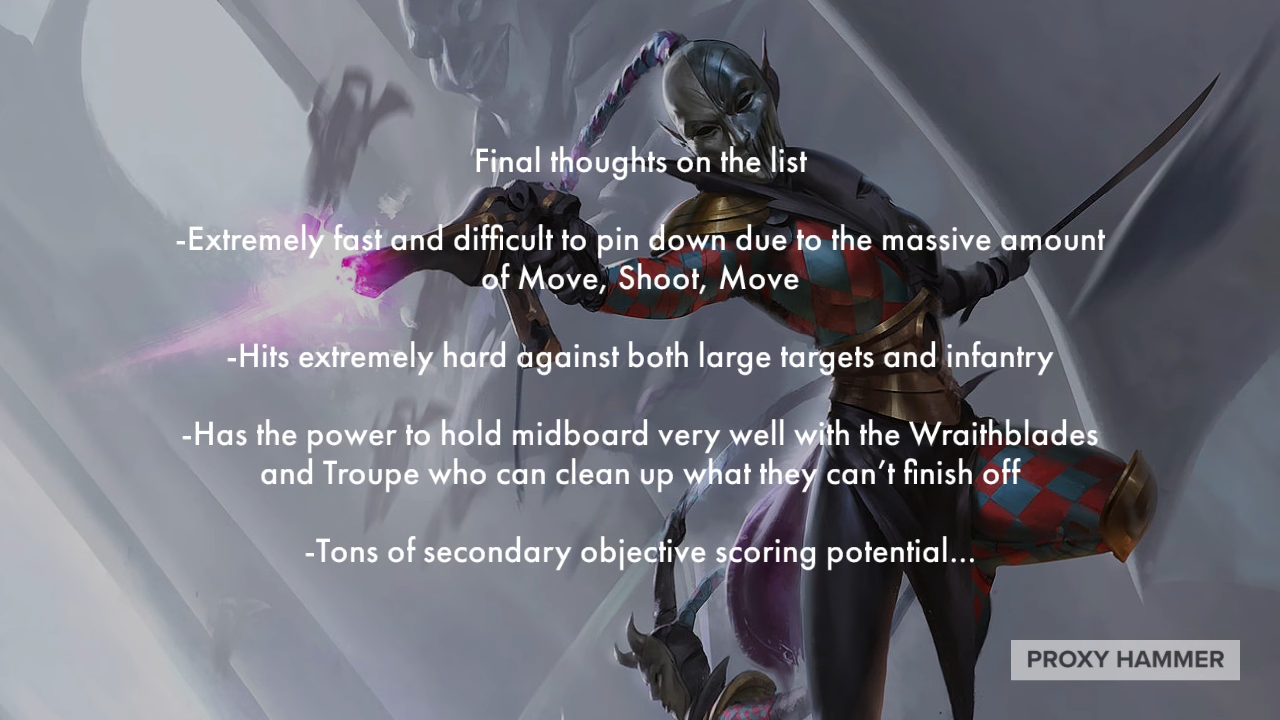 Final thoughts on the list
-Extremely fast and difficult to pin down due to the massive amount
of Move, Shoot, Move
-Hits extremely hard against both large targets and infantry
-Has the power to hold midboard very well with the Wraithblades
and Troupe who can clean up what they can’t finish off
-Tons of secondary objective scoring potential...
PROXY HAMMER